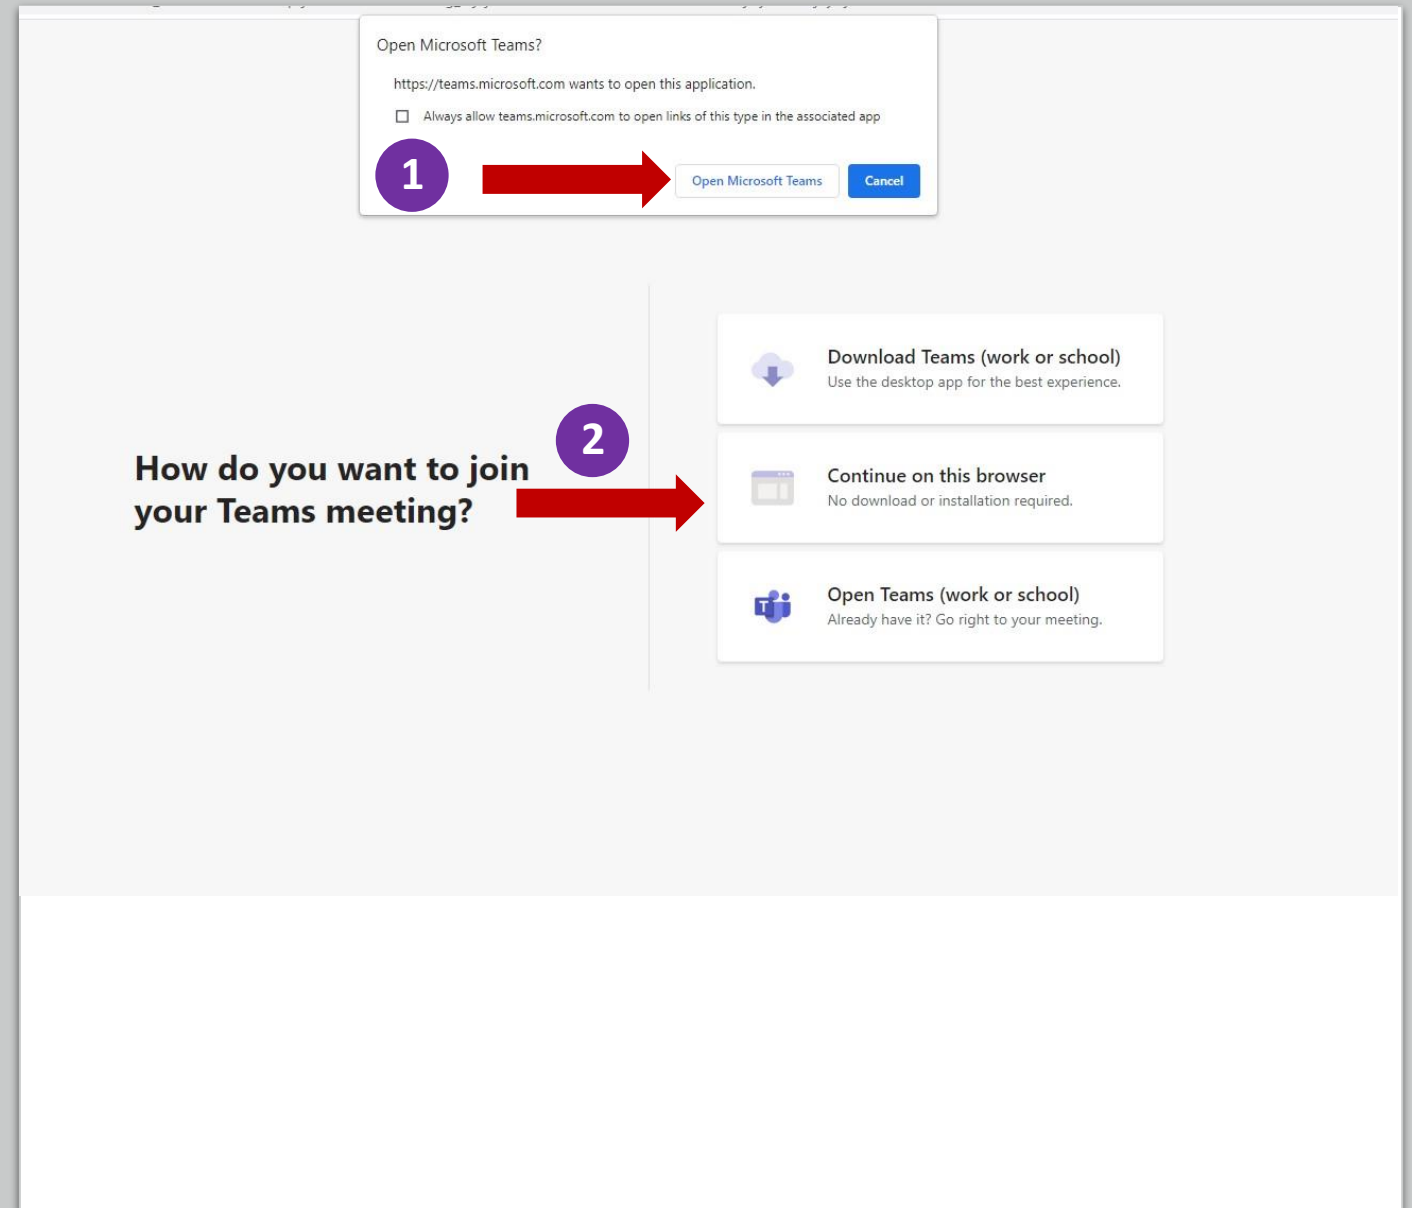 Open Microsoft Teams?
https://teams.microsoft.com wants to open this application.
Always allow teams.microsoft.com to open links of this type in the associated app
1
Open Microsoft Teams
Cancel
Download Teams (work or school)
Use the desktop app for the best experience.
2
How do you want to join
your Teams meeting?
Continue on this browser
No download or installation required.
Open Teams (work or school)
Already have it? Go right to your meeting.
T